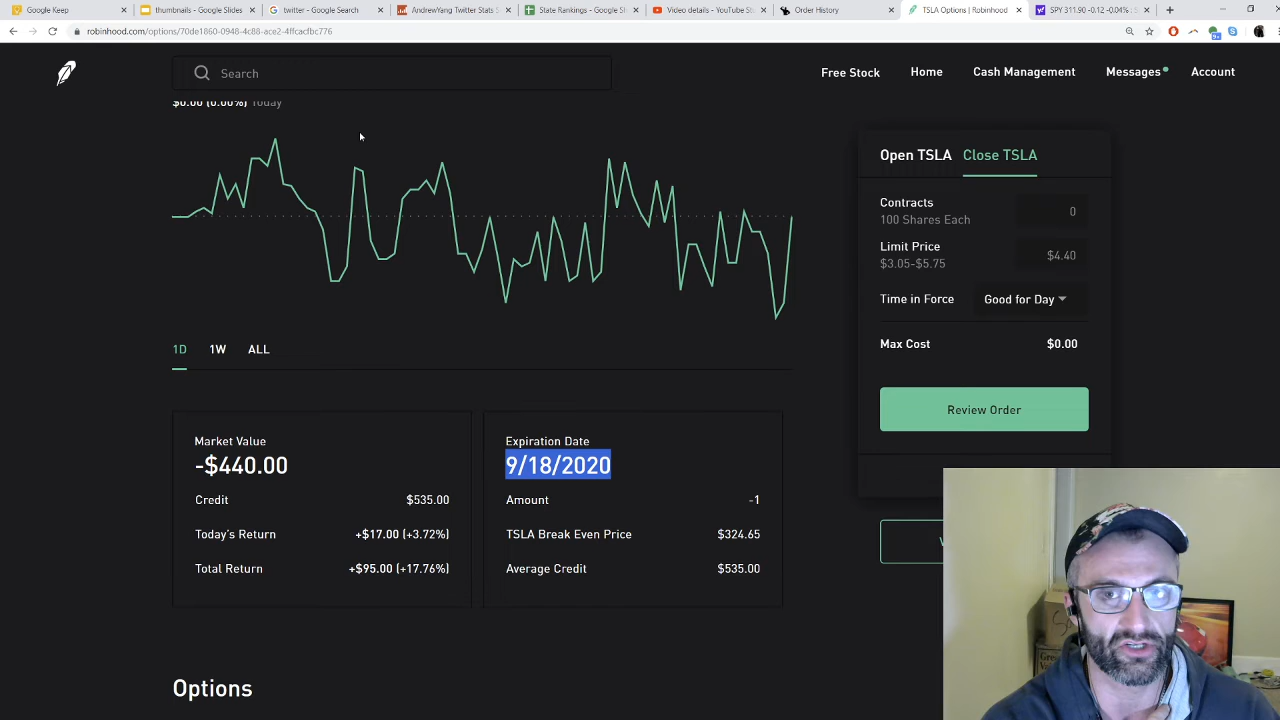 Google Keep
thumbnails - Google Slides
twitter - Google Search
AndrewYang Twitter Stats S
State Rankings - Google Sh
Video details - YouTube St
Order History
TSLA Options | Robinhood
SPY 311.90 -0.12 -0.04% : S
robinhood.com/options/70de1860-0948-4c88-ace2-4ffcacfbc776
9+
Search
Free Stock
Home
Cash Management
Messages
Account
$0.00 (0.00%) Today
Open TSLA
Close TSLA
Contracts
100 Shares Each
0
Limit Price
$3.05-$5.75
$4.40
Time in Force
Good for Day
Max Cost
$0.00
Review Order
1D
1W
ALL
Market Value
-$440.00
Credit
$535.00
Today's Return
+$17.00 (+3.72%)
Total Return
+$95.00 (+17.76%)
Expiration Date
9/18/2020
Amount
-1
TSLA Break Even Price
$324.65
Average Credit
$535.00
Options